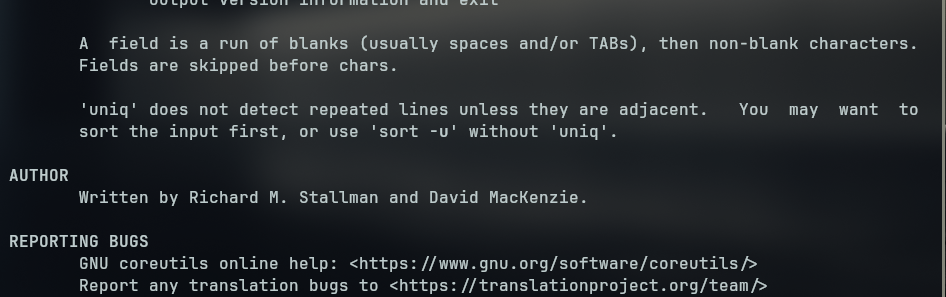 output version information and exit
A  field is a run of blanks (usually spaces and/or TABs), then non-blank characters.
Fields are skipped before chars.
'uniq' does not detect repeated lines unless they are adjacent.   You  may  want  to
sort the input first, or use 'sort -u' without 'uniq'.
AUTHOR
Written by Richard M. Stallman and David MacKenzie.
REPORTING BUGS
GNU coreutils online help: <https://www.gnu.org/software/coreutils/>
Report any translation bugs to <https://translationproject.org/team/>